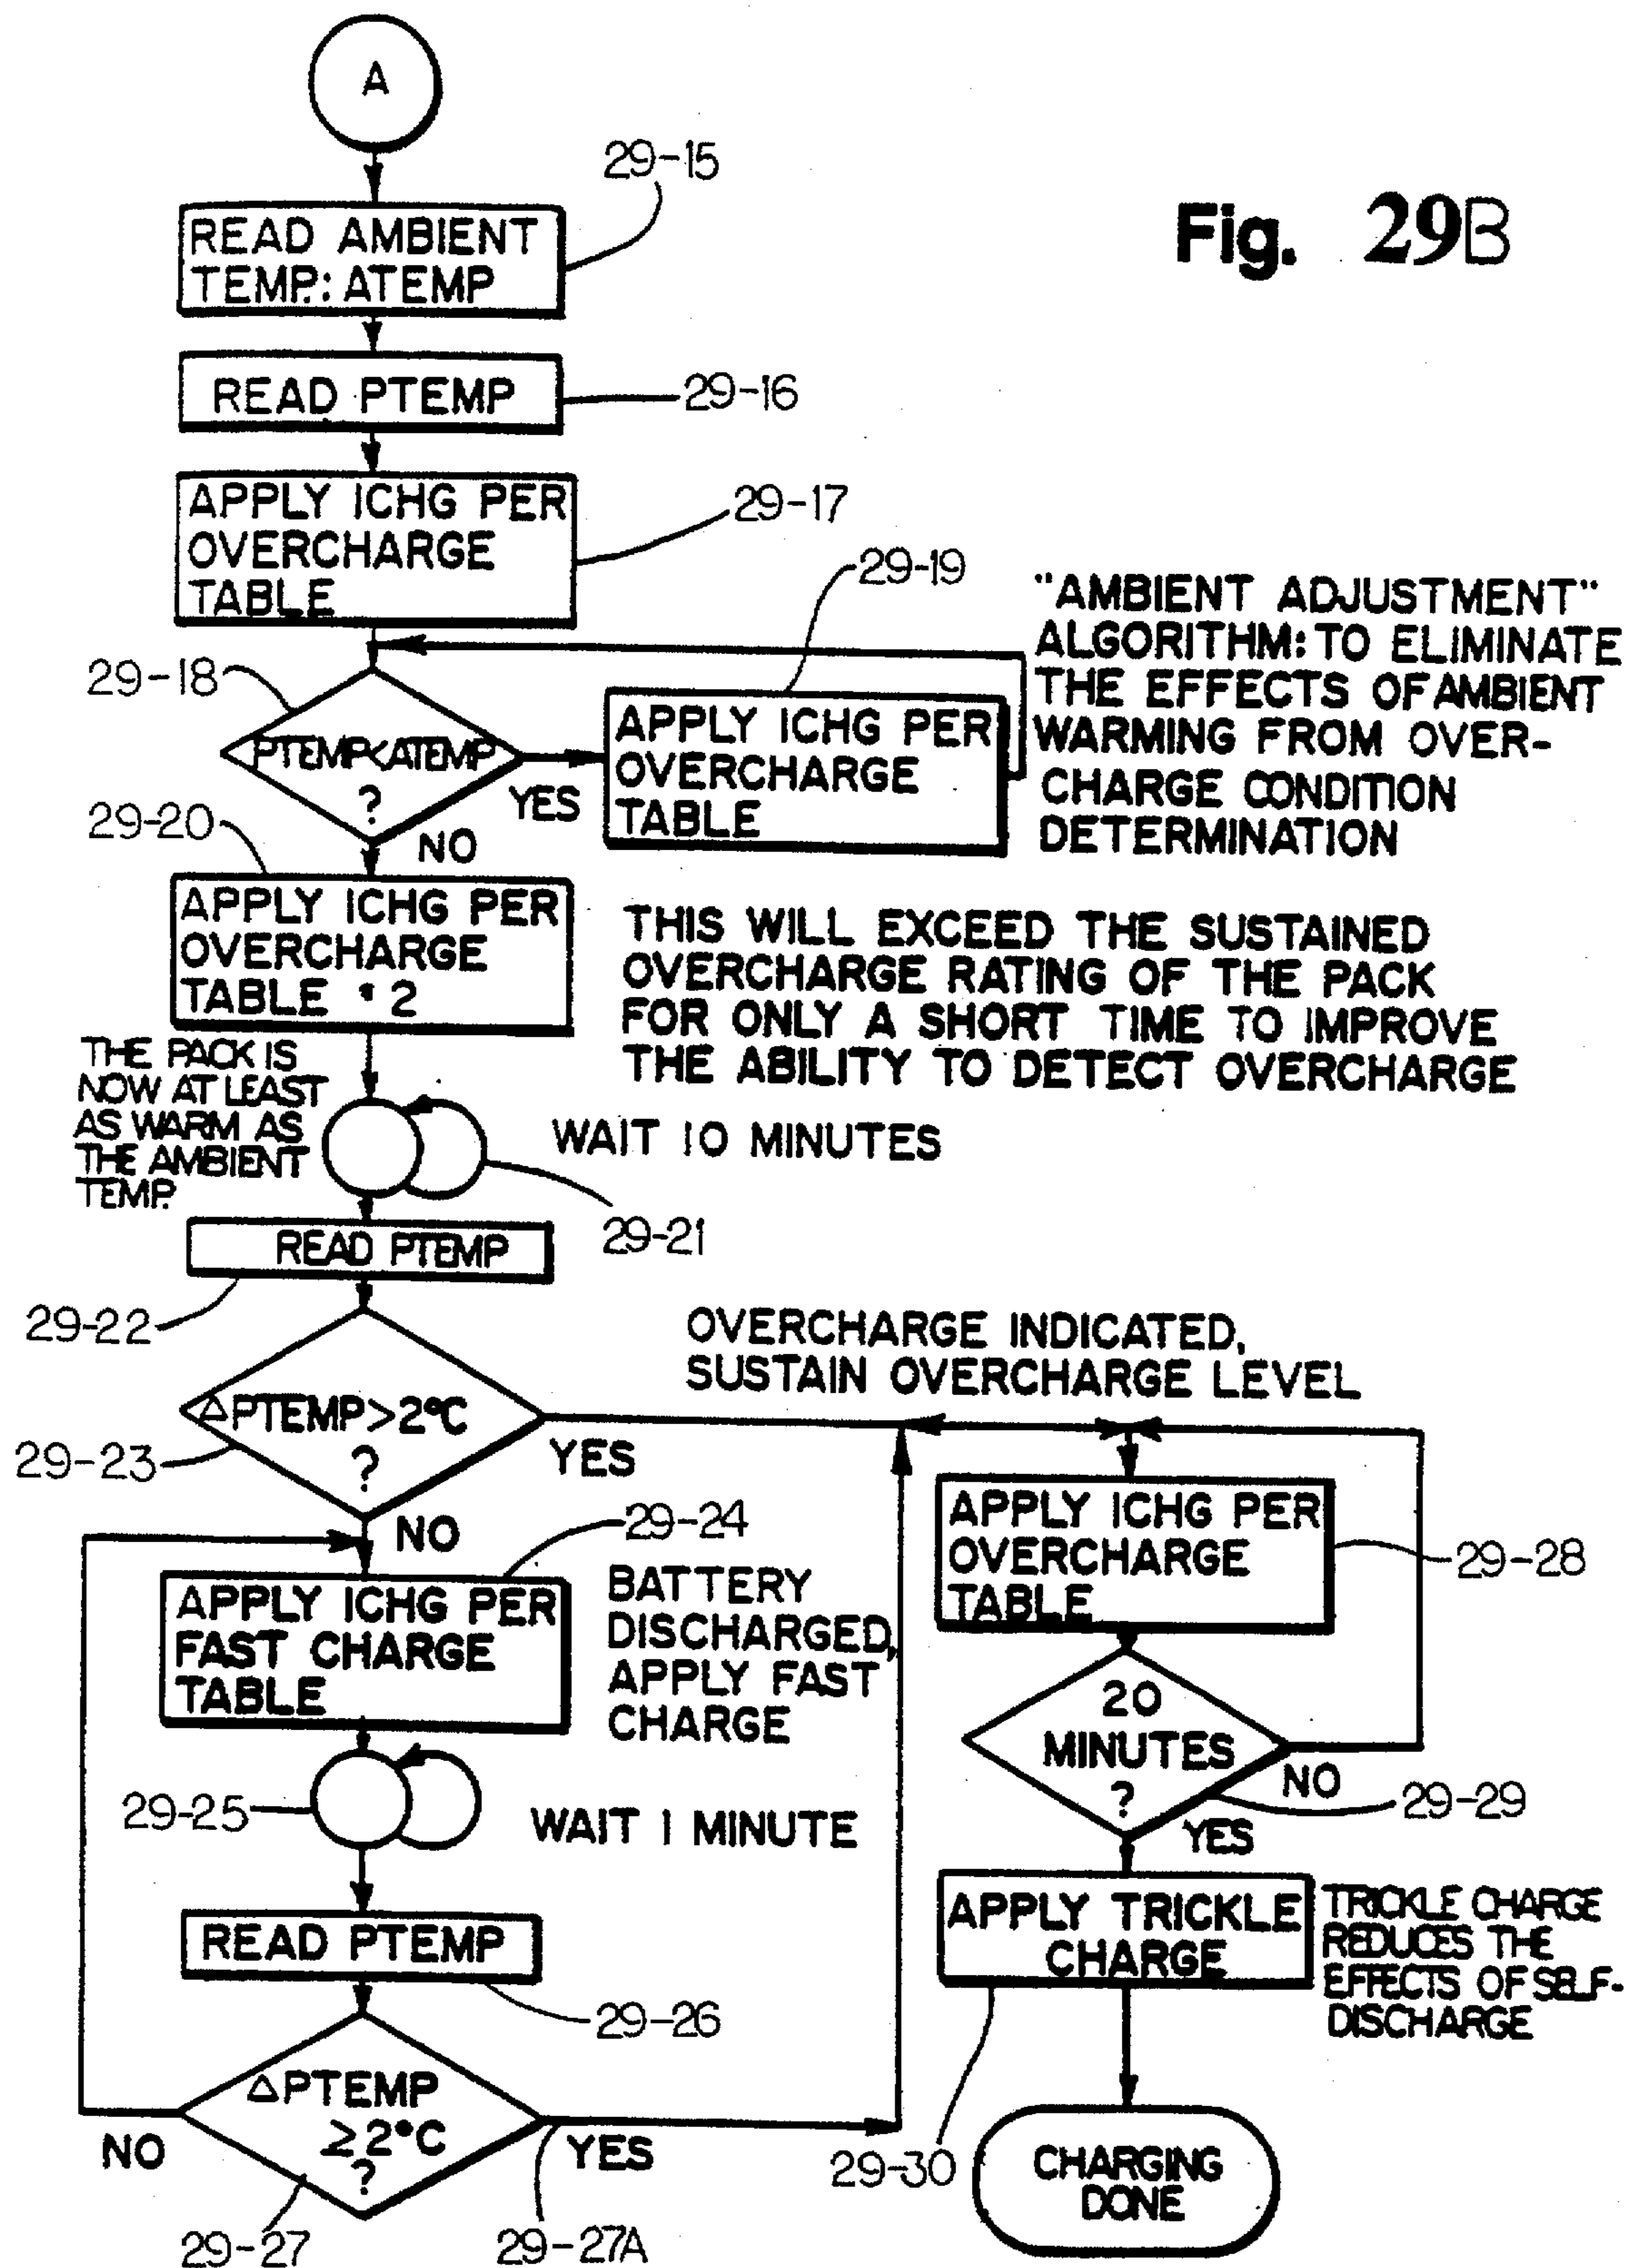 A
29-15
Fig. 29B
READ AMBIENT
TEMP.: ATEMP
READ PTEMP
29-16
APPLY ICHG PER
OVERCHARGE
TABLE
29-17
29-18
PTEMP<ATEMP
?
YES
NO
29-19
APPLY ICHG PER
OVERCHARGE
TABLE
"AMBIENT ADJUSTMENT"
ALGORITHM: TO ELIMINATE
THE EFFECTS OF AMBIENT
WARMING FROM OVER-
CHARGE CONDITION
DETERMINATION
29-20
APPLY ICHG PER
OVERCHARGE
TABLE 2
THIS WILL EXCEED THE SUSTAINED
OVERCHARGE RATING OF THE PACK
FOR ONLY A SHORT TIME TO IMPROVE
THE ABILITY TO DETECT OVERCHARGE
THE PACK IS
NOW AT LEAST
AS WARM AS
THE AMBIENT
TEMP.
WAIT 10 MINUTES
29-21
READ PTEMP
29-22
ΔPTEMP>2°C
?
29-23
YES
NO
OVERCHARGE INDICATED,
SUSTAIN OVERCHARGE LEVEL
29-24
APPLY ICHG PER
FAST CHARGE
TABLE
BATTERY
DISCHARGED,
APPLY FAST
CHARGE
29-25
WAIT 1 MINUTE
READ PTEMP
29-26
ΔPTEMP
≥2°C
?
NO
YES
29-27
29-27A
APPLY ICHG PER
OVERCHARGE
TABLE
29-28
20
MINUTES
?
NO
29-29
YES
APPLY TRICKLE
CHARGE
TRICKLE CHARGE
REDUCES THE
EFFECTS OF SELF-
DISCHARGE
29-30
CHARGING
DONE